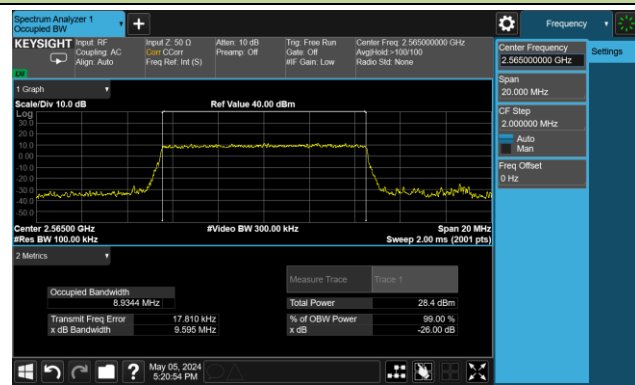 Spectrum Analyzer 1
Occupied BW
+
Frequency
KEYSIGHT
Input: RF
Coupling: AC
Align: Auto
Input Z: 50 Ω
Corr CCorr
Freq Ref: Int (S)
Atten: 10 dB
Preamp: Off
Trig: Free Run
Gate: Off
#IF Gain: Low
Center Freq: 2.565000000 GHz
Avg|Hold:>100/100
Radio Std: None
Center Frequency
2.565000000 GHz
Settings
Span
20.000 MHz
CF Step
2.000000 MHz
Auto
Man
Freq Offset
0 Hz
1 Graph
Scale/Div 10.0 dB
Ref Value 40.00 dBm
Log
30.0
20.0
10.0
0.00
-10.0
-20.0
-30.0
-40.0
-50.0
Center 2.56500 GHz
#Video BW 300.00 kHz
Span 20 MHz
#Res BW 100.00 kHz
Sweep 2.00 ms (2001 pts)
2 Metrics
Measure Trace
Trace 1
Occupied Bandwidth
8.9344 MHz
Total Power
28.4 dBm
Transmit Freq Error
17.810 kHz
% of OBW Power
99.00 %
x dB Bandwidth
9.595 MHz
x dB
-26.00 dB
?
May 05, 2024
5:20:54 PM